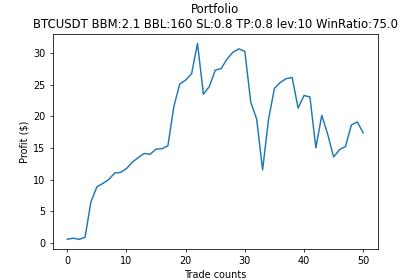 Portfolio
BTCUSDT BBM:2.1 BBL:160 SL:0.8 TP:0.8 lev:10 WinRatio:75.0
30
25
20
15
10
5
0
Profit ($)
0 10 20 30 40 50
Trade counts